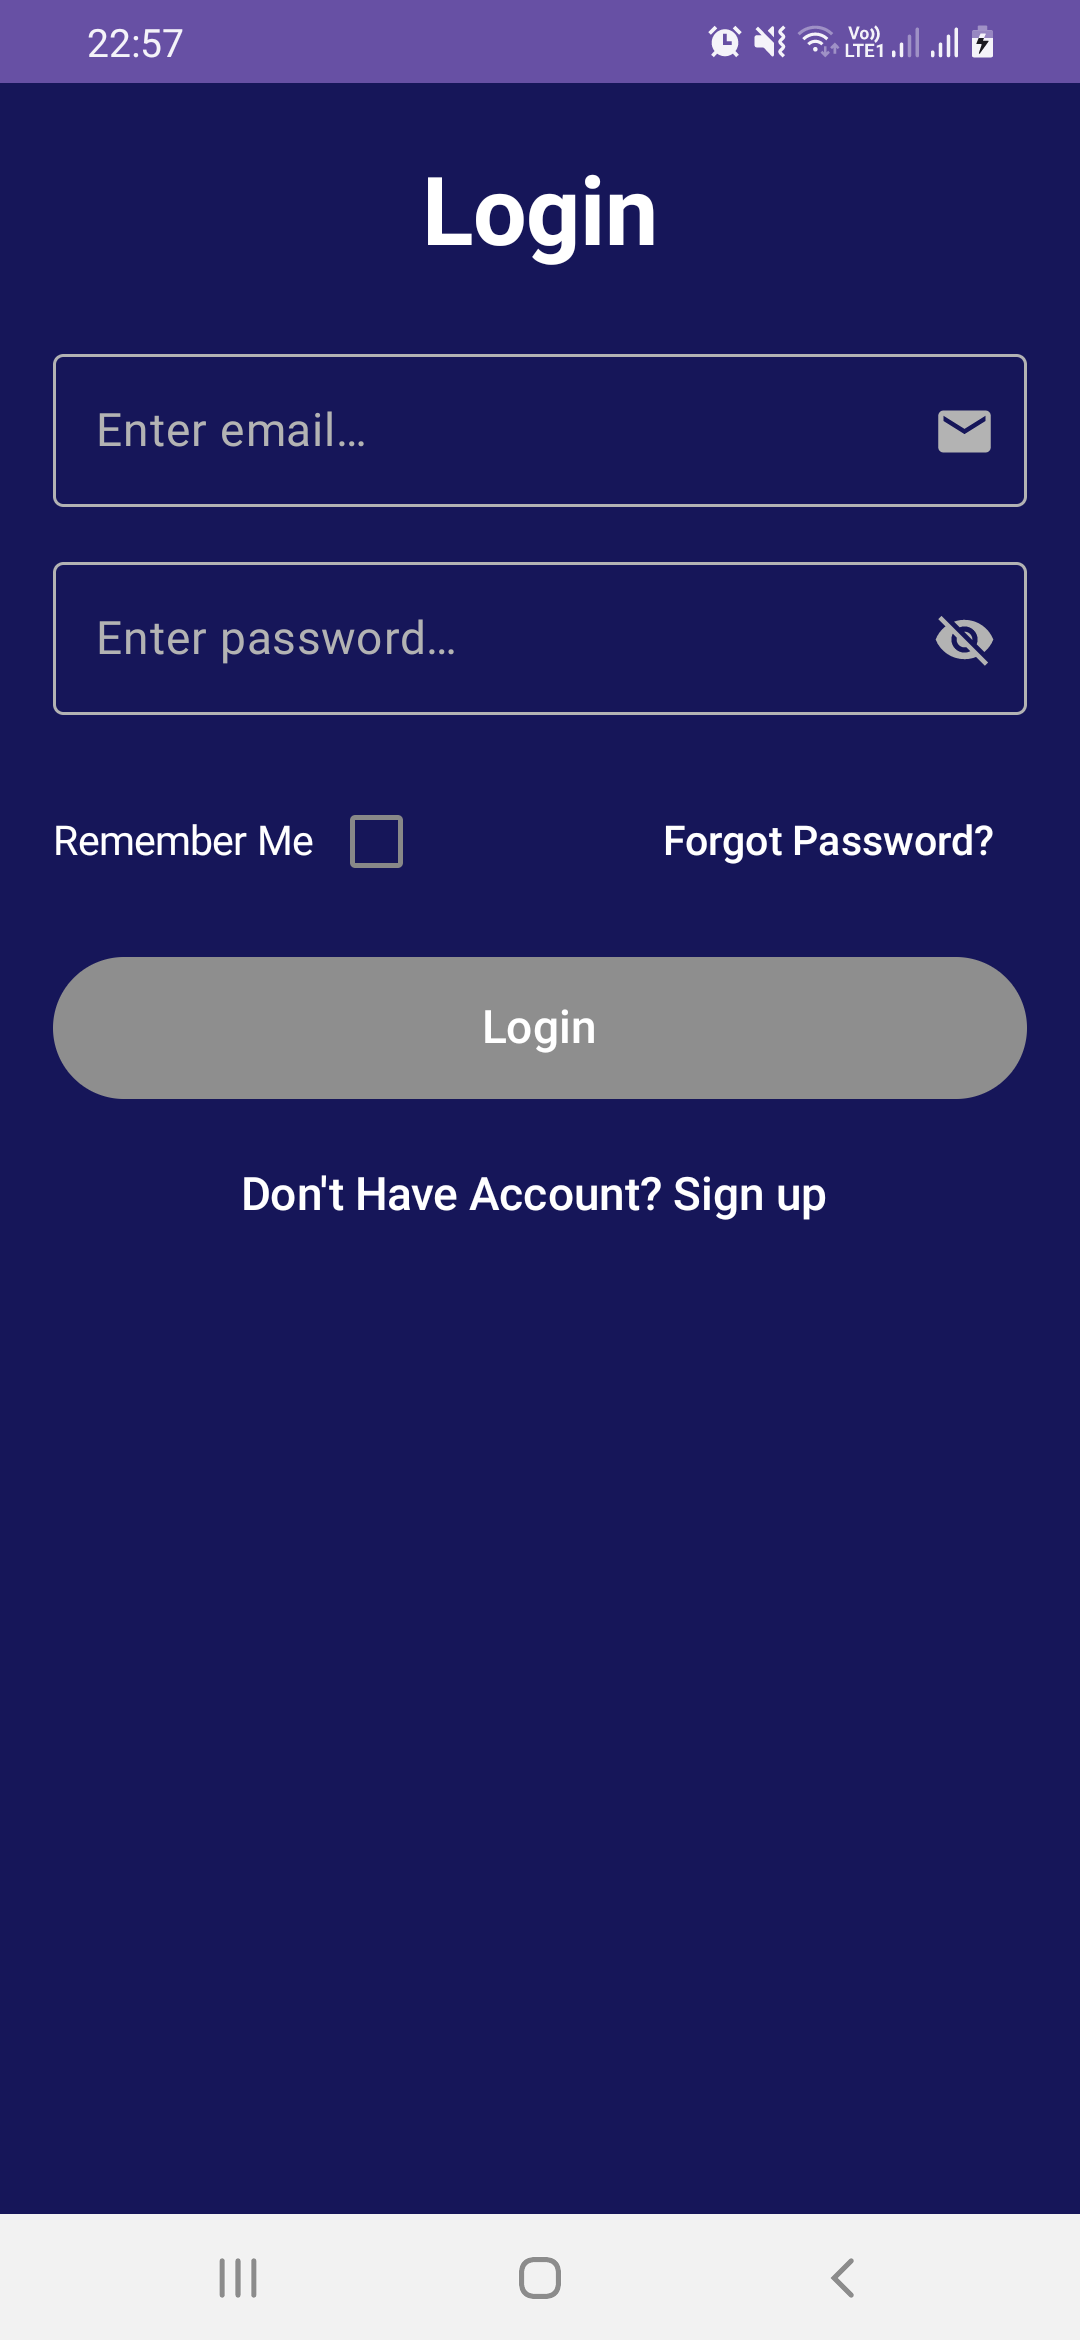 22:57
Vo))
LTE1
Login
Enter email...
Enter password...
Remember Me
Forgot Password?
Login
Don't Have Account? Sign up